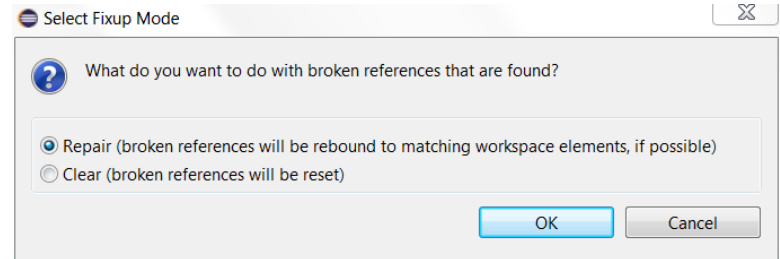 Select Fixup Mode
What do you want to do with broken references that are found?
Repair (broken references will be rebound to matching workspace elements, if possible)
Clear (broken references will be reset)
OK Cancel